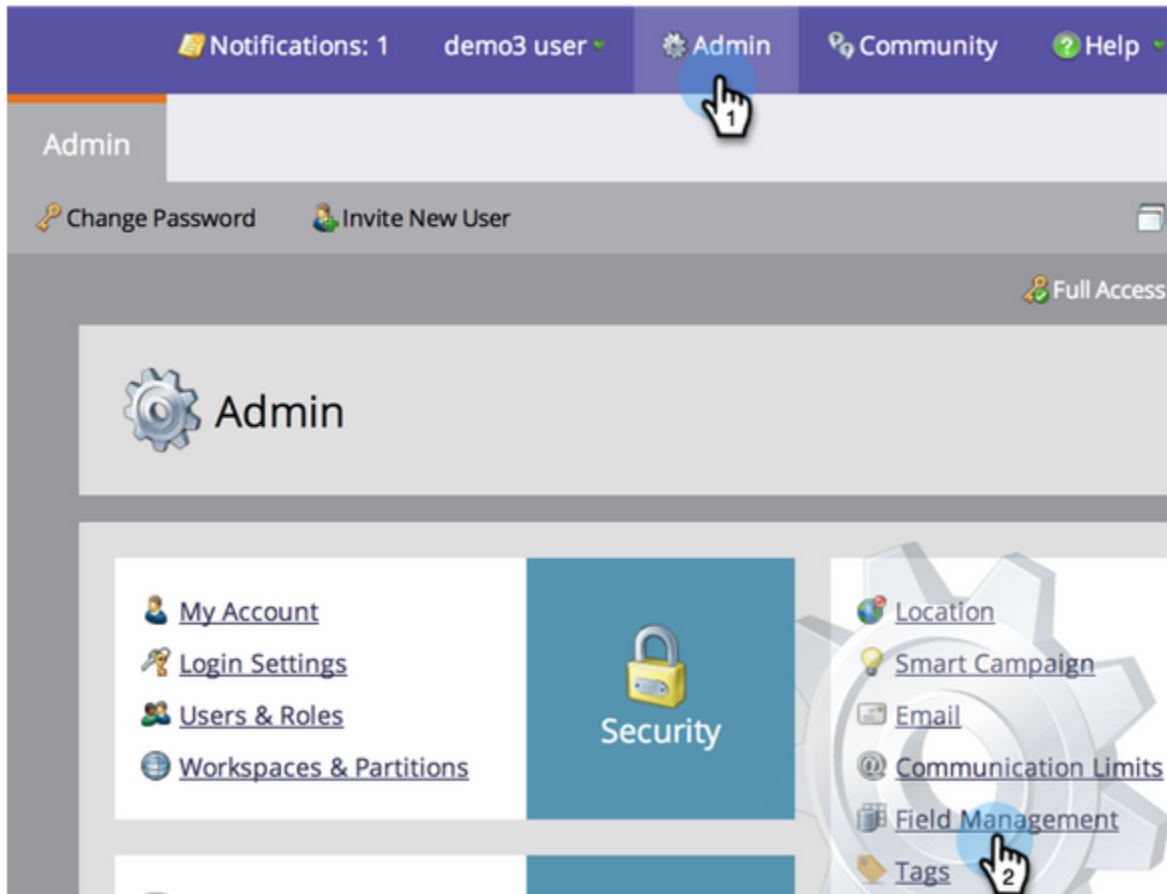 Notifications: 1 demo3 user Admin Community Help
1
Admin
Change Password Invite New User
Full Access
Admin
My Account
Login Settings
Users & Roles
Workspaces & Partitions
Security
Location
Smart Campaign
Email
Communication Limits
Field Management
Tags
2